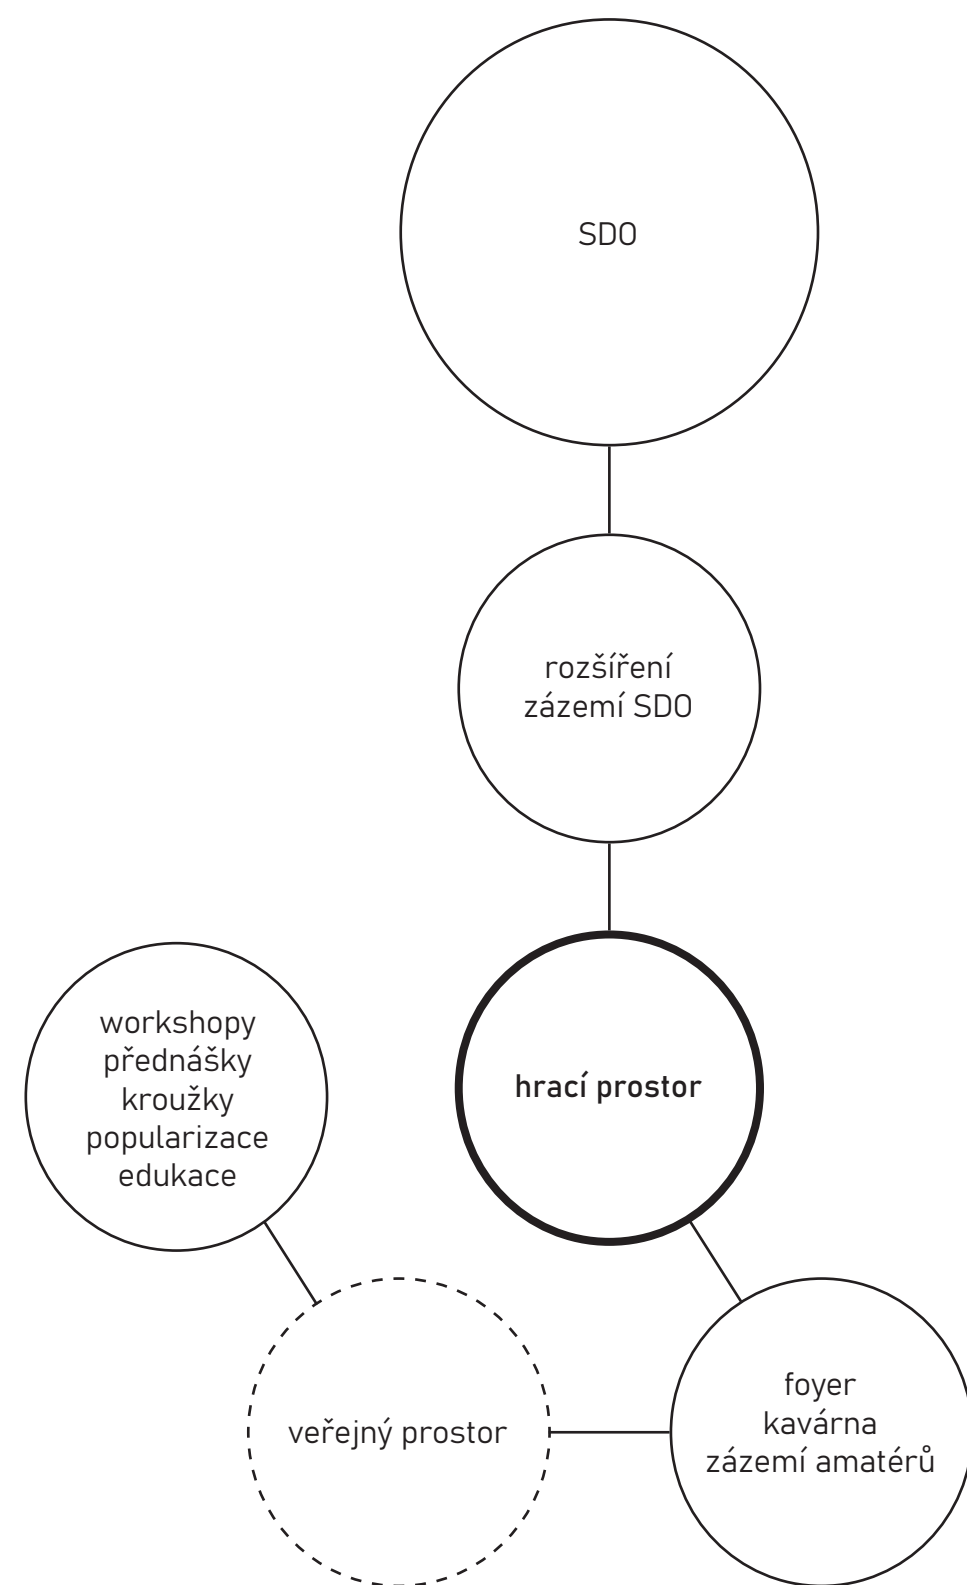 SDO
rozšíření
zázemí SDO
hrací prostor
workshopy
přednášky
kroužky
popularizace
edukace
veřejný prostor
foyer
kavárna
zázemí amatérů